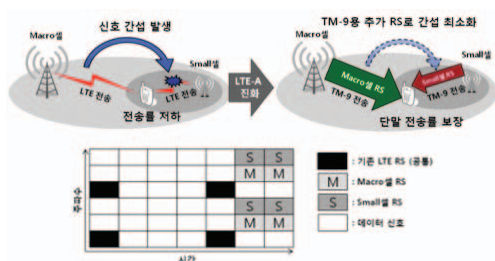 신호 간섭 발생
TM-9용 추가 RS로 간섭 최소화
Macro셀
Small셀
LTE 전송
LTE 전송
전송률 저하
LTE-A
진화
Macro셀
Small셀
Macro셀 RS
Small셀 RS
TM-9 전송
TM-9 전송
단말 전송률 보장
주파수
S S
M M
S S
M M
시간
: 기존 LTE RS (공통)
M : Macro셀 RS
S : Small셀 RS
: 데이터 신호